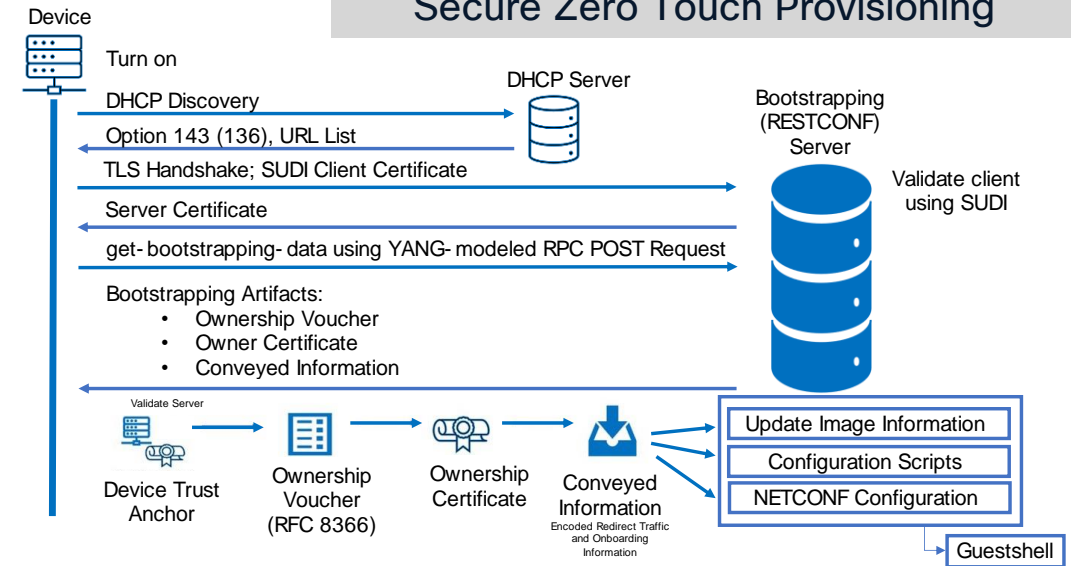 Secure Zero Touch Provisioning
Device
Turn on
DHCP Server
DHCP Discovery
Option 143 (136), URL List
Bootstrapping
(RESTCONF)
Server
TLS Handshake; SUDI Client Certificate
Validate client
using SUDI
Server Certificate
get- bootstrapping- data using YANG- modeled RPC POST Request
Bootstrapping Artifacts:
• Ownership Voucher
• Owner Certificate
• Conveyed Information
Validate Server
Device Trust
Anchor
Ownership
Voucher
(RFC 8366)
Ownership
Certificate
Conveyed
Information
Encoded Redirect Traffic
and Onboarding
Information
Update Image Information
Configuration Scripts
NETCONF Configuration
Guestshell